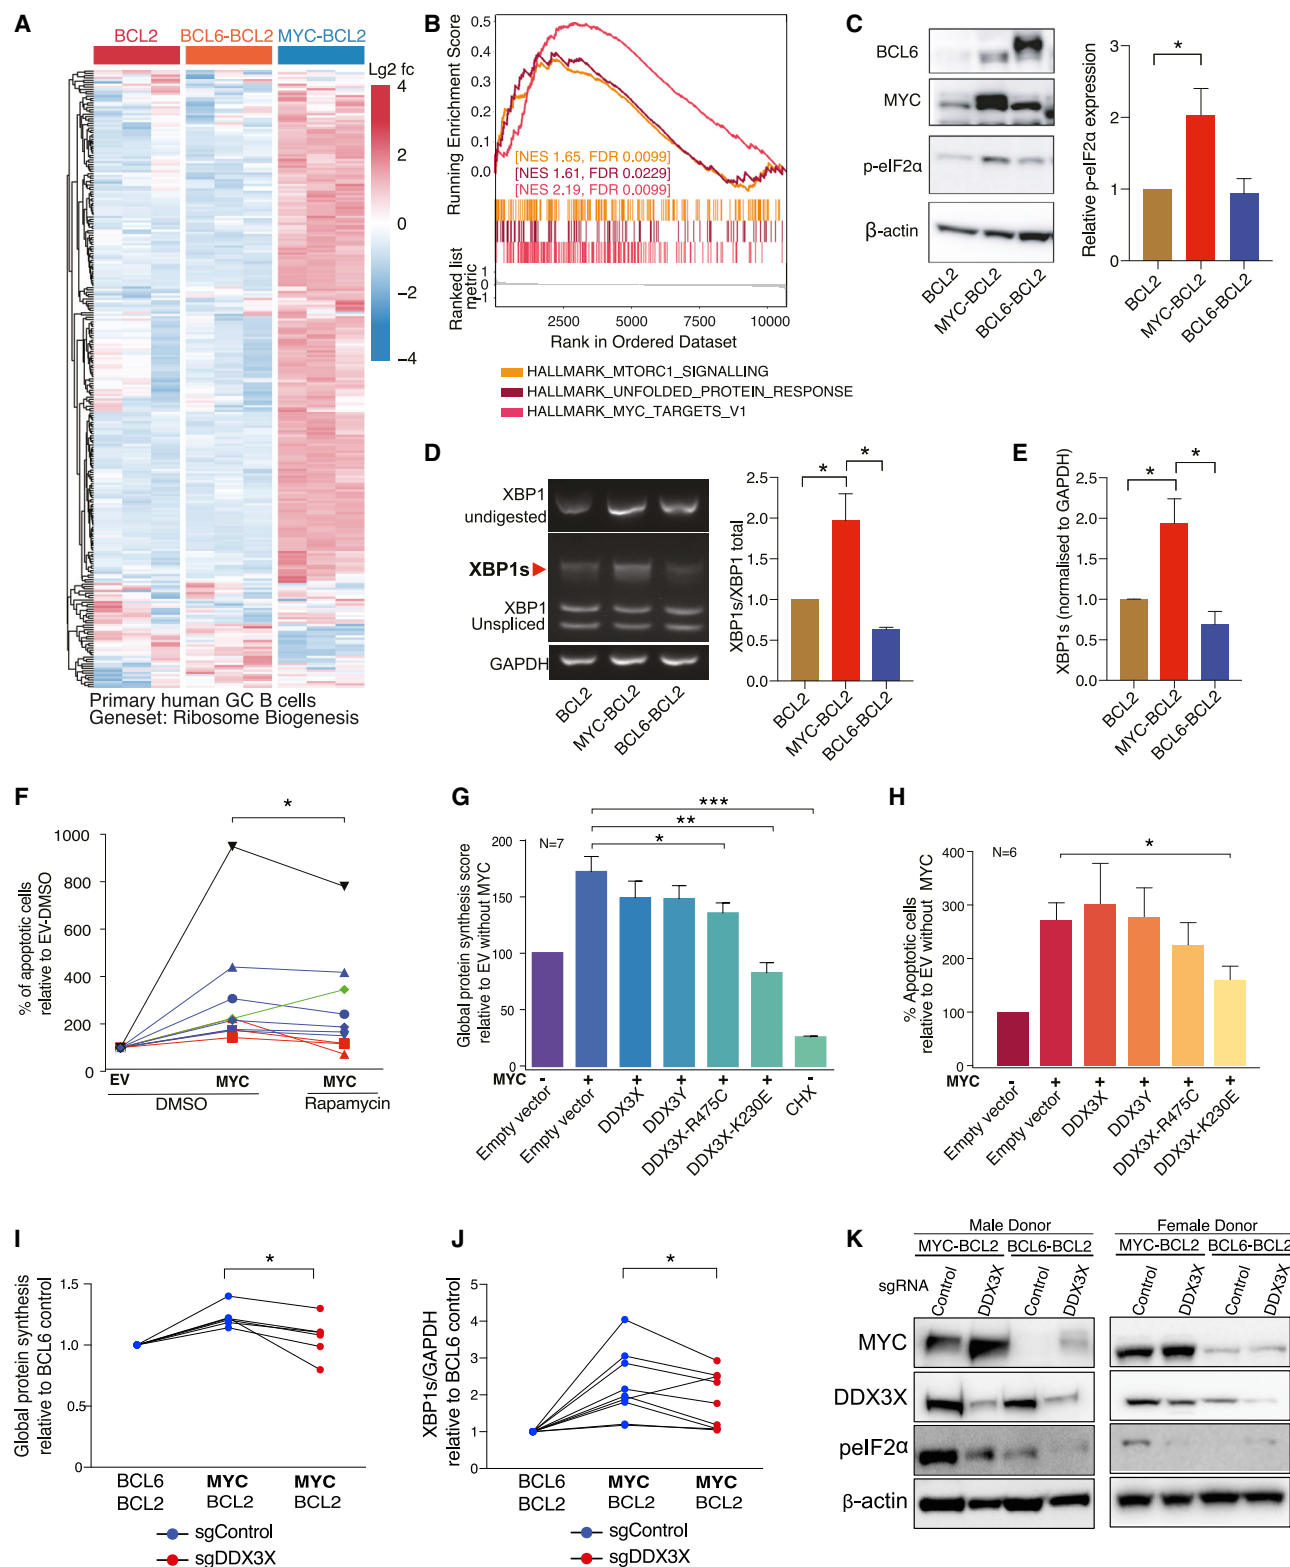 A
BCL2 BCL6-BCL2 MYC-BCL2
Lg2 fc
4
2
0
−2
−4
Primary human GC B cells
Geneset: Ribosome Biogenesis
B
Running Enrichment Score
0.5
0.4
0.3
0.2
0.1
0.0
[NES 1.65, FDR 0.0099]
[NES 1.61, FDR 0.0229]
[NES 2.19, FDR 0.0099]
Ranked list
metric
1
0
−1
2500 5000 7500 10000
Rank in Ordered Dataset
HALLMARK_MTORC1_SIGNALLING
HALLMARK_UNFOLDED_PROTEIN_RESPONSE
HALLMARK_MYC_TARGETS_V1
C
BCL6
MYC
p-eIF2α
β-actin
BCL2
MYC-BCL2
BCL6-BCL2
Relative p-eIF2α expression
3
2
1
0
*
BCL2
MYC-BCL2
BCL6-BCL2
D
XBP1
undigested
XBP1s
XBP1
Unspliced
GAPDH
BCL2
MYC-BCL2
BCL6-BCL2
XBP1s/XBP1 total
2.5
2.0
1.5
1.0
0.5
0.0
* *
BCL2
MYC-BCL2
BCL6-BCL2
E
XBP1s (normalised to GAPDH)
2.5
2.0
1.5
1.0
0.5
0.0
* *
BCL2
MYC-BCL2
BCL6-BCL2
F
% of apoptotic cells
relative to EV-DMSO
1000
800
600
400
200
0
*
EV MYC MYC
DMSO Rapamycin
G
Global protein synthesis score
relative to EV without MYC
200
150
100
50
0
N=7
***
**
*
MYC - + + + + + -
Empty vector
Empty vector
DDX3X
DDX3Y
DDX3X-R475C
DDX3X-K230E
CHX
H
% Apoptotic cells
relative to EV without MYC
400
300
200
100
0
N=6
*
MYC - + + + + +
Empty vector
Empty vector
DDX3X
DDX3Y
DDX3X-R475C
DDX3X-K230E
I
Global protein synthesis
relative to BCL6 control
1.5
1.0
0.5
0
*
BCL6 MYC MYC
BCL2 BCL2 BCL2
sgControl
sgDDX3X
J
XBP1s/GAPDH
relative to BCL6 control
5
4
3
2
1
0
*
BCL6 MYC MYC
BCL2 BCL2 BCL2
sgControl
sgDDX3X
K
Male Donor Female Donor
MYC-BCL2 BCL6-BCL2 MYC-BCL2 BCL6-BCL2
sgRNA Control DDX3X Control DDX3X Control DDX3X Control DDX3X
MYC
DDX3X
peIF2α
β-actin